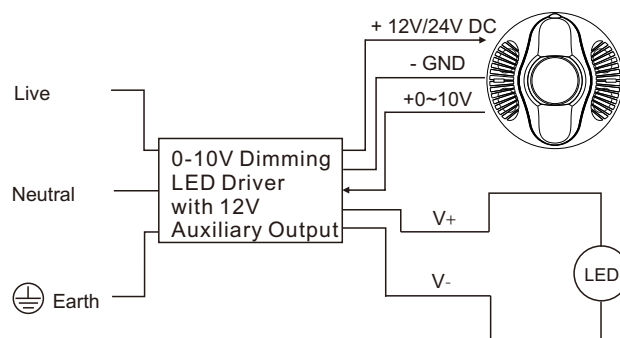 + 12V/24V DC
- GND
+0~10V
Live
Neutral
Earth
0-10V Dimming
LED Driver
with 12V
Auxiliary Output
V+
V-
LED